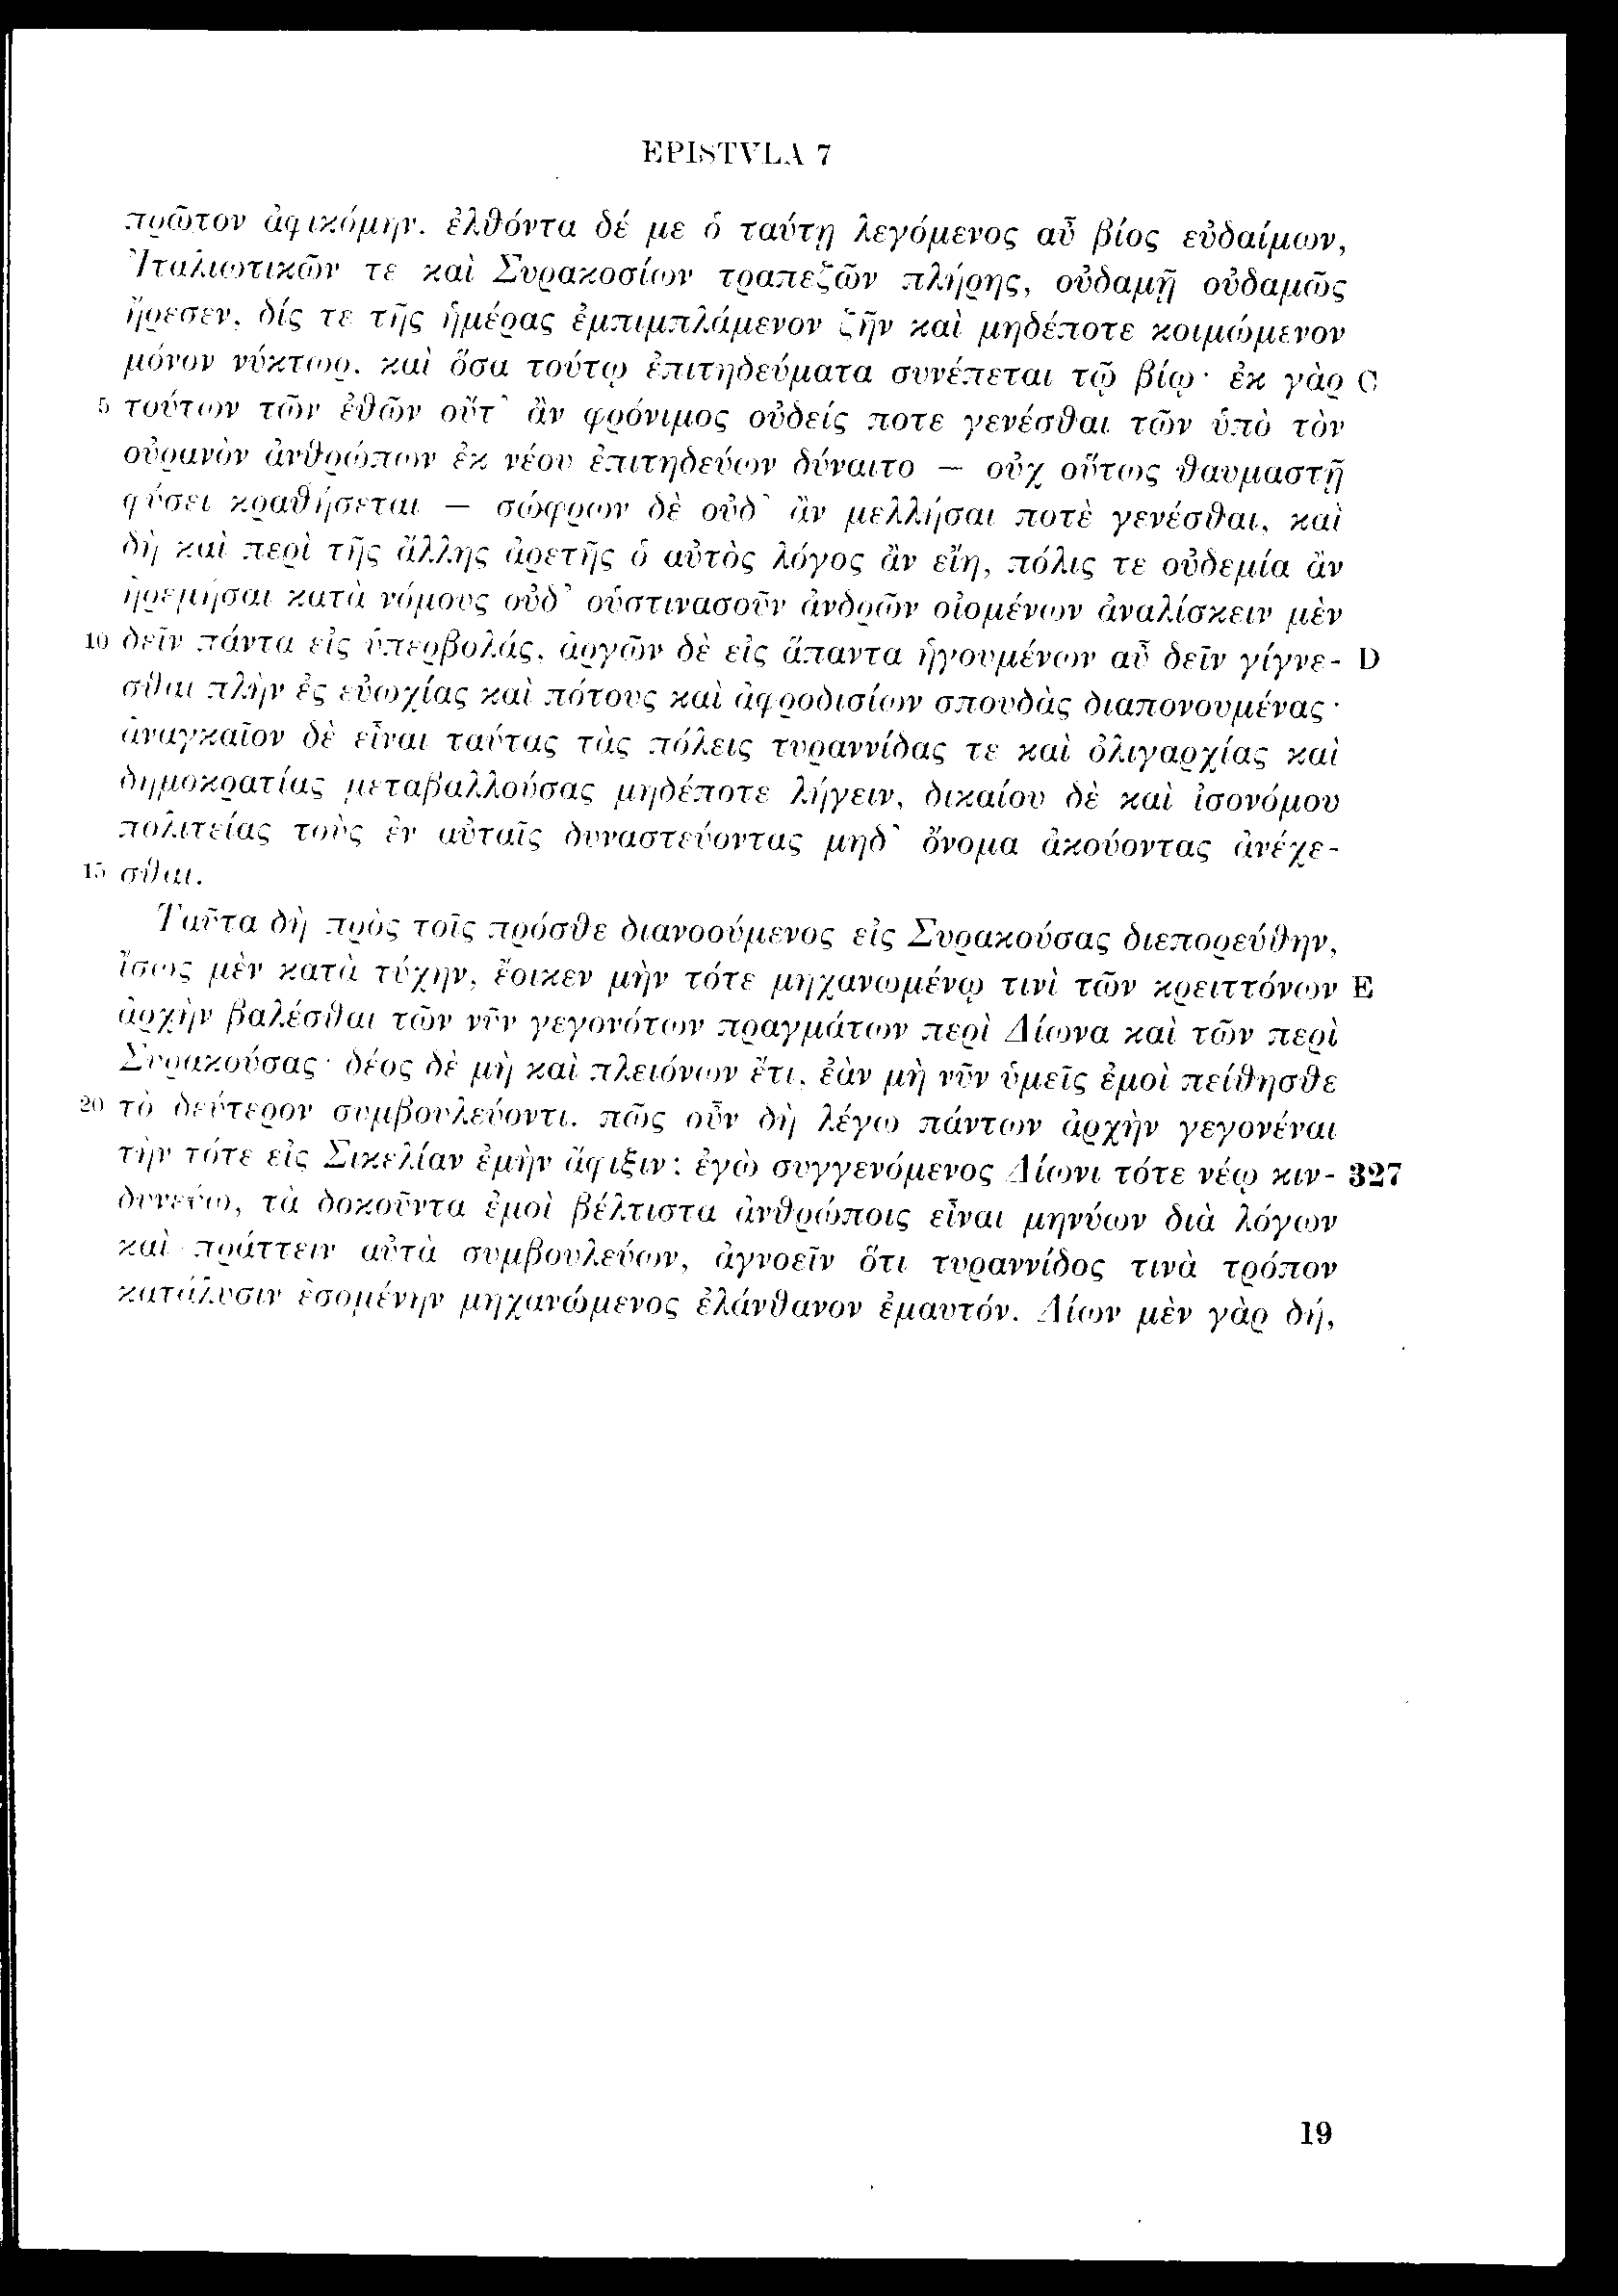 EPISTVLA 7
πρῶτον ἀφικόμην. ἐλθόντα δέ με ὁ ταύτῃ λεγόμενος αὖ βίος εὐδαίμων,
Ἰταλιωτικῶν τε καὶ Συρακοσίων τραπεζῶν πλήρης, οὐδαμῇ οὐδαμῶς
ἤρεσεν, δίς τε τῆς ἡμέρας ἐμπιμπλάμενον ζῆν καὶ μηδέποτε κοιμώμενον
μόνον νύκτωρ, καὶ ὅσα τούτῳ ἐπιτηδεύματα συνέπεται τῷ βίῳ· ἐκ γὰρ C
5 τούτων τῶν ἐθῶν οὔτ᾽ ἂν φρόνιμος οὐδείς ποτε γενέσθαι τῶν ὑπὸ τὸν
οὐρανὸν ἀνθρώπων ἐκ νέου ἐπιτηδεύων δύναιτο — οὐχ οὕτως θαυμαστῇ
φύσει κραθήσεται — σώφρων δὲ οὐδ᾽ ἂν μελλήσαι ποτὲ γενέσθαι, καὶ
δὴ καὶ περὶ τῆς ἄλλης ἀρετῆς ὁ αὐτὸς λόγος ἂν εἴη, πόλις τε οὐδεμία ἂν
ἠρεμήσαι κατὰ νόμους οὐδ᾽ οὑστινασοῦν ἀνδρῶν οἰομένων ἀναλίσκειν μὲν
10 δεῖν πάντα εἰς ὑπερβολάς, ἀργῶν δὲ εἰς ἅπαντα ἡγουμένων αὖ δεῖν γίγνε- D
σθαι πλὴν ἐς εὐωχίας καὶ πότους καὶ ἀφροδισίων σπουδὰς διαπονουμένας·
ἀναγκαῖον δὲ εἶναι ταύτας τὰς πόλεις τυραννίδας τε καὶ ὀλιγαρχίας καὶ
δημοκρατίας μεταβαλλούσας μηδέποτε λήγειν, δικαίου δὲ καὶ ἰσονόμου
πολιτείας τοὺς ἐν αὐταῖς δυναστεύοντας μηδ᾽ ὄνομα ἀκούοντας ἀνέχε-
15 σθαι.
Ταῦτα δὴ πρὸς τοῖς πρόσθε διανοούμενος εἰς Συρακούσας διεπορεύθην,
ἴσως μὲν κατὰ τύχην, ἔοικεν μὴν τότε μηχανωμένῳ τινὶ τῶν κρειττόνων E
ἀρχὴν βαλέσθαι τῶν νῦν γεγονότων πραγμάτων περὶ Δίωνα καὶ τῶν περὶ
Συρακούσας· δέος δὲ μὴ καὶ πλειόνων ἔτι, ἐὰν μὴ νῦν ὑμεῖς ἐμοὶ πείθησθε
20 τὸ δεύτερον συμβουλεύοντι. πῶς οὖν δὴ λέγω πάντων ἀρχὴν γεγονέναι
τὴν τότε εἰς Σικελίαν ἐμὴν ἄφιξιν; ἐγὼ συγγενόμενος Δίωνι τότε νέῳ κιν- 327
δυνεύω, τὰ δοκοῦντα ἐμοὶ βέλτιστα ἀνθρώποις εἶναι μηνύων διὰ λόγων
καὶ πράττειν αὐτὰ συμβουλεύων, ἀγνοεῖν ὅτι τυραννίδος τινὰ τρόπον
κατάλυσιν ἐσομένην μηχανώμενος ἐλάνθανον ἐμαυτόν. Δίων μὲν γὰρ δή,
19